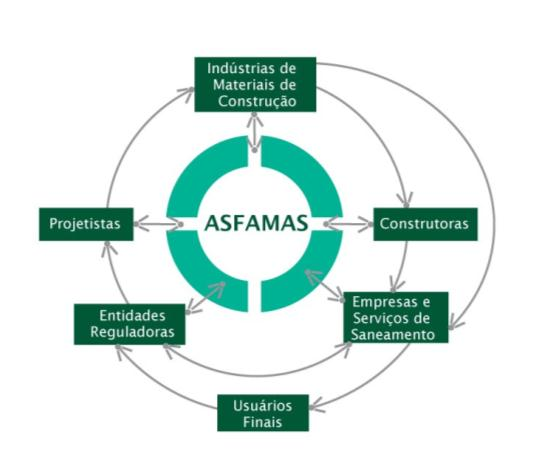 Indústrias de
Materiais de
Construção
Projetistas
ASFAMAS
Construtoras
Entidades
Reguladoras
Empresas e
Serviços de
Saneamento
Usuários
Finais